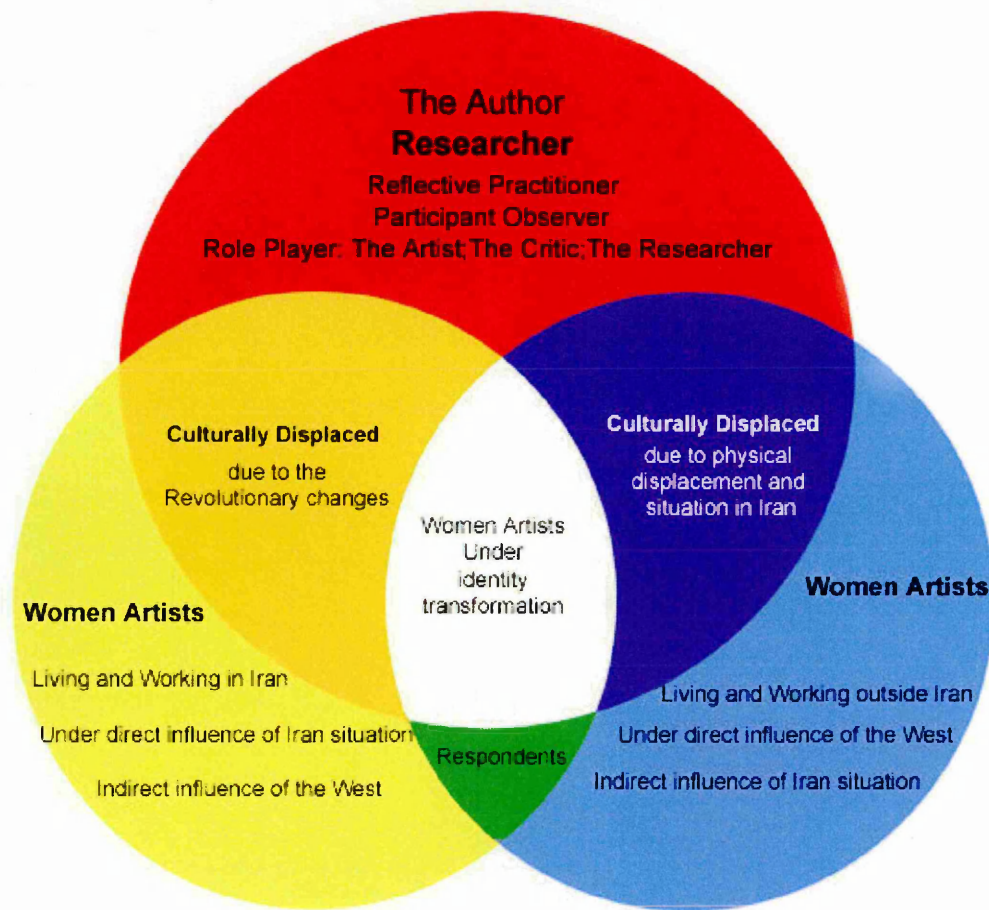 The Author
Researcher
Reflective Practitioner
Participant Observer
Role Player: The Artist; The Critic; The Researcher
Culturally Displaced
due to the
Revolutionary changes
Culturally Displaced
due to physical
displacement and
situation in Iran
Women Artists
Under
identity
transformation
Women Artists
Living and Working in Iran
Under direct influence of Iran situation
Indirect influence of the West
Women Artists
Living and Working outside Iran
Under direct influence of the West
Indirect influence of Iran situation
Respondents